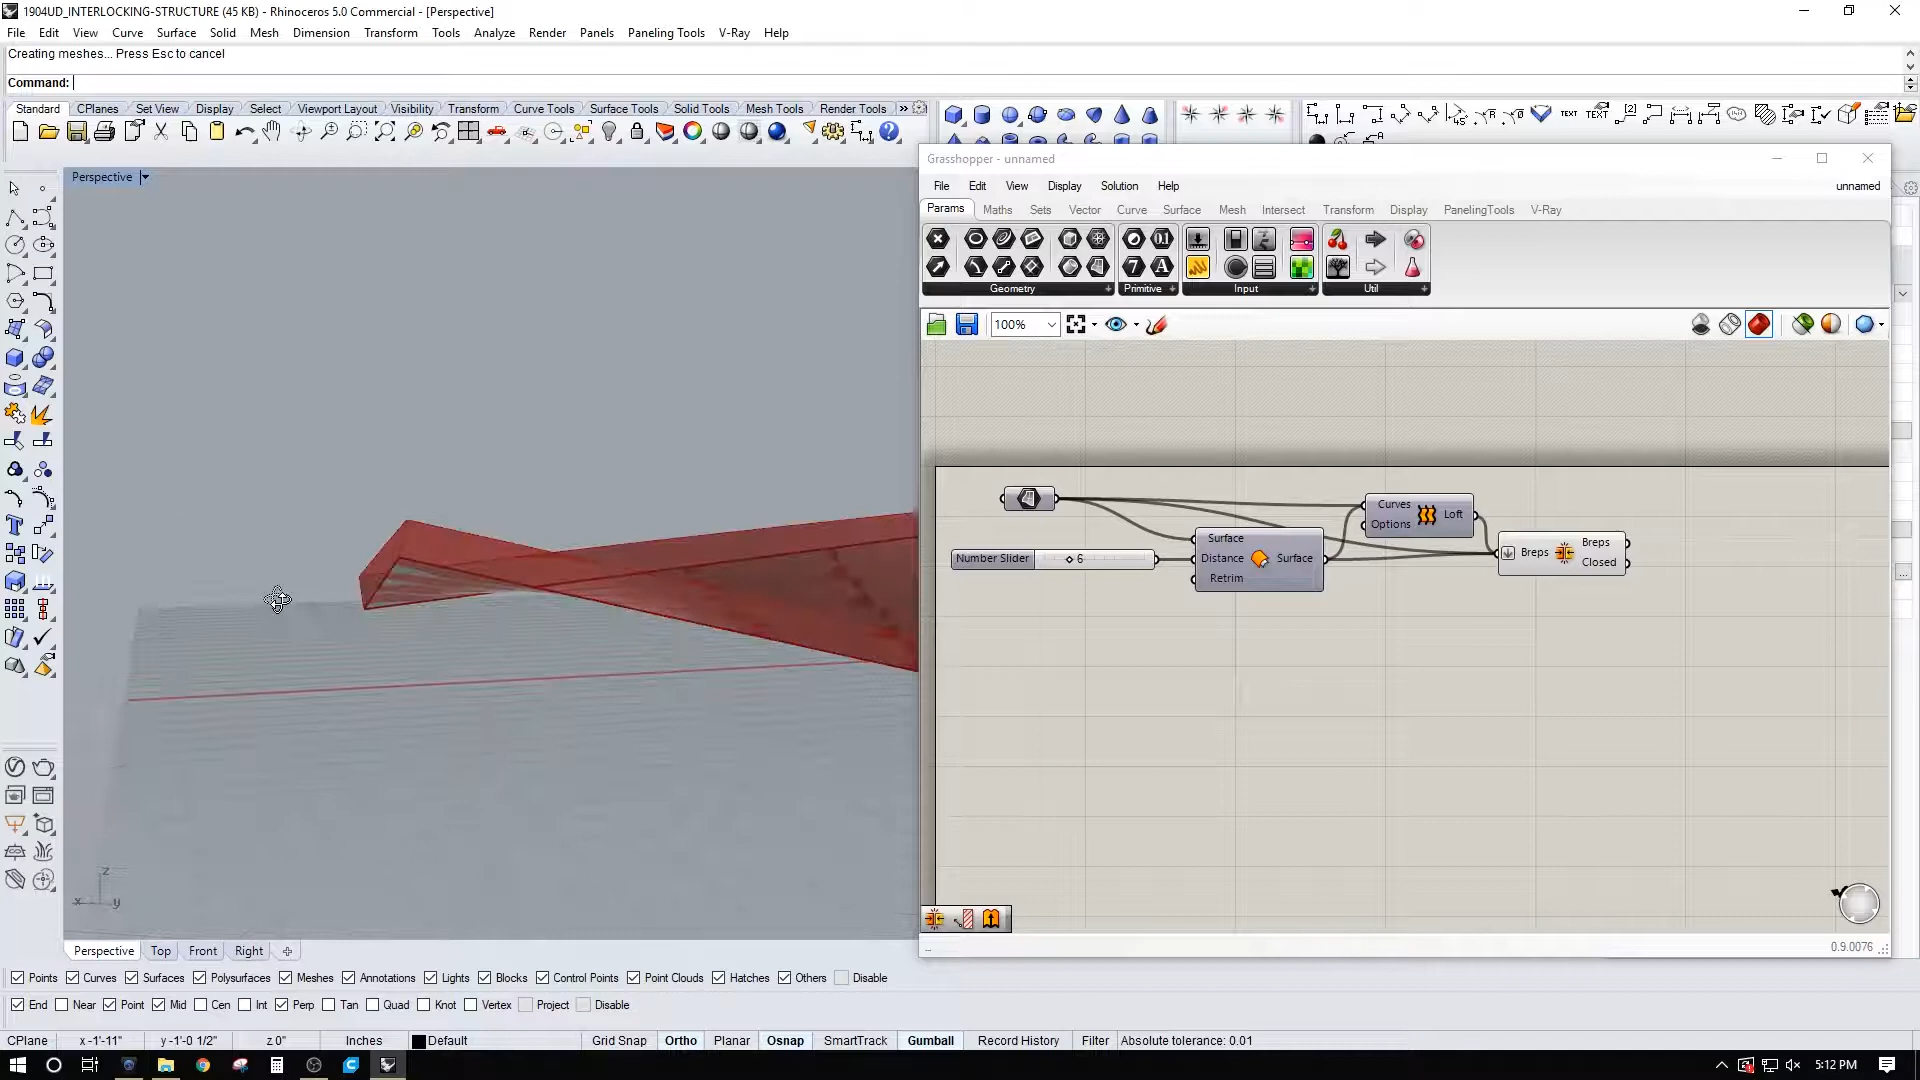 1904UD_INTERLOCKING-STRUCTURE (45 KB) - Rhinoceros 5.0 Commercial - [Perspective]
File Edit View Curve Surface Solid Mesh Dimension Transform Tools Analyze Render Panels Paneling Tools V-Ray Help
Creating meshes... Press Esc to cancel
Command:
Standard CPlanes Set View Display Select Viewport Layout Visibility Transform Curve Tools Surface Tools Solid Tools Mesh Tools Render Tools »
TEXT TEXT
Perspective
Grasshopper - unnamed
File Edit View Display Solution Help unnamed
Params Maths Sets Vector Curve Surface Mesh Intersect Transform Display PanelingTools V-Ray
Geometry Primitive Input Util
100%
Curves
Options
Loft
Number Slider 6
Surface
Distance
Retrim
Surface
Breps
Breps
Closed
z
x y
0.9.0076
Perspective Top Front Right
Points Curves Surfaces Polysurfaces Meshes Annotations Lights Blocks Control Points Point Clouds Hatches Others Disable
End Near Point Mid Cen Int Perp Tan Quad Knot Vertex Project Disable
CPlane x -1'-11" y -1'-0 1/2" z 0" Inches Default Grid Snap Ortho Planar Osnap SmartTrack Gumball Record History Filter Absolute tolerance: 0.01
5:12 PM